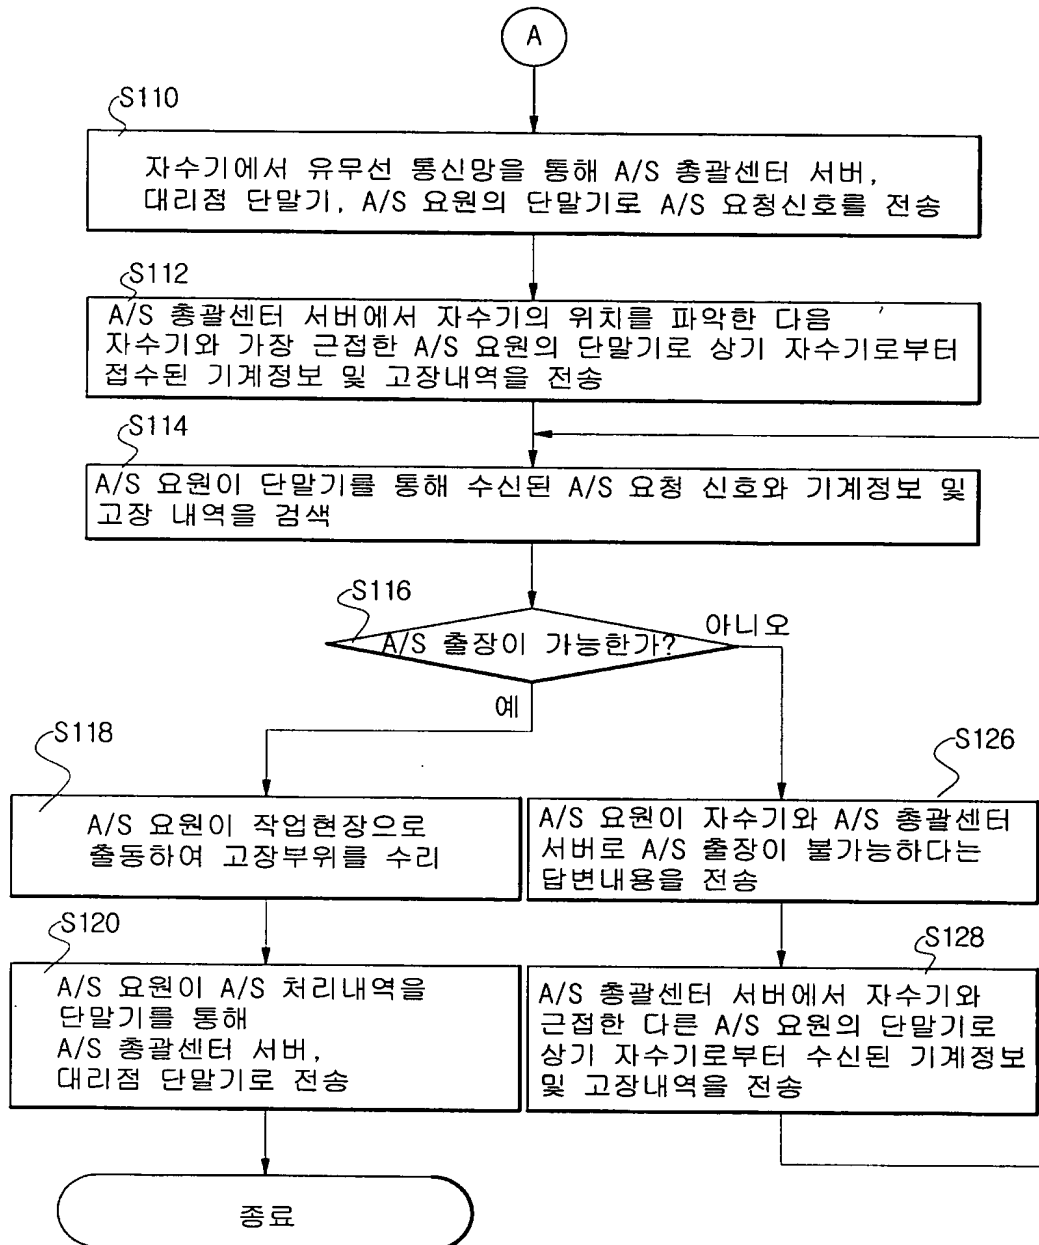 A
S110
자수기에서 유무선 통신망을 통해 A/S 총괄센터 서버,
대리점 단말기, A/S 요원의 단말기로 A/S 요청신호를 전송
S112
A/S 총괄센터 서버에서 자수기의 위치를 파악한 다음
자수기와 가장 근접한 A/S 요원의 단말기로 상기 자수기로부터
접수된 기계정보 및 고장내역을 전송
S114
A/S 요원이 단말기를 통해 수신된 A/S 요청 신호와 기계정보 및
고장 내역을 검색
S116
A/S 출장이 가능한가?
아니오
예
S118
A/S 요원이 작업현장으로
출동하여 고장부위를 수리
S120
A/S 요원이 A/S 처리내역을
단말기를 통해
A/S 총괄센터 서버,
대리점 단말기로 전송
종료
S126
A/S 요원이 자수기와 A/S 총괄센터
서버로 A/S 출장이 불가능하다는
답변내용을 전송
S128
A/S 총괄센터 서버에서 자수기와
근접한 다른 A/S 요원의 단말기로
상기 자수기로부터 수신된 기계정보
및 고장내역을 전송